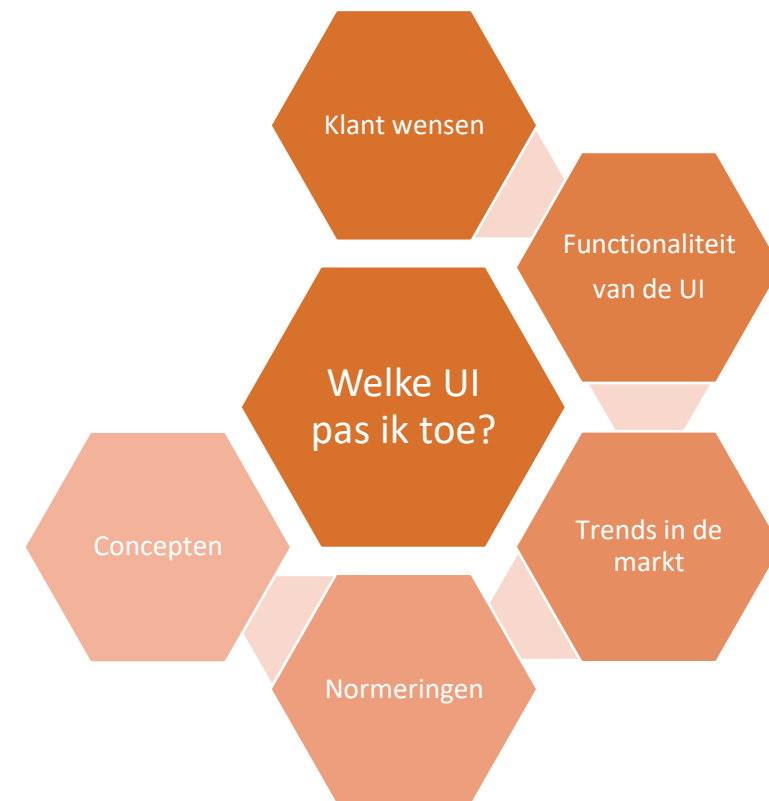 Klant wensen
Functionaliteit
van de UI
Welke UI
pas ik toe?
Trends in de
markt
Concepten
Normeringen